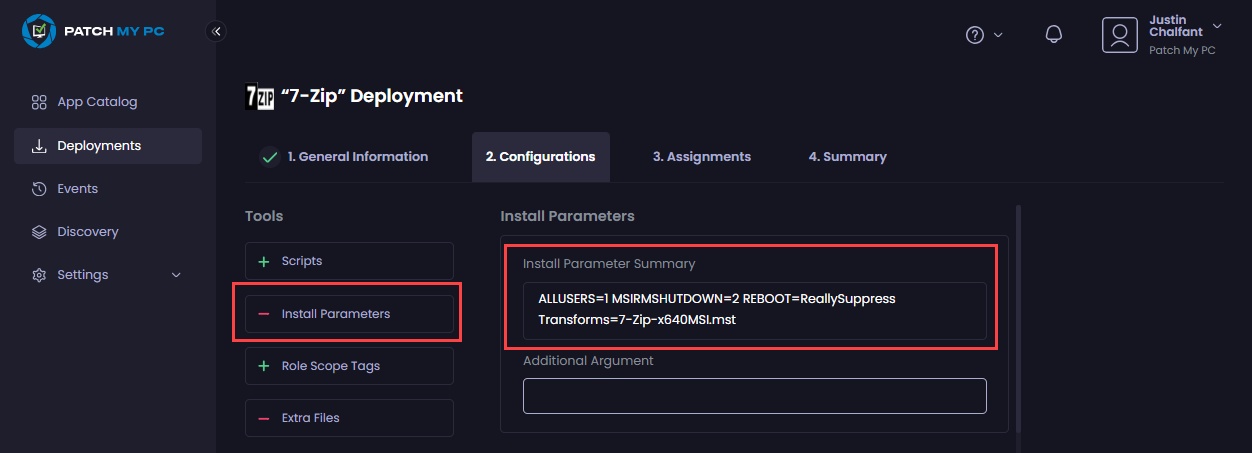 PATCH MY PC
Justin
Chalfant
Patch My PC
App Catalog
Deployments
Events
Discovery
Settings
7 ZIP
“7-Zip” Deployment
1. General Information
2. Configurations
3. Assignments
4. Summary
Tools
Scripts
Install Parameters
Role Scope Tags
Extra Files
Install Parameters
Install Parameter Summary
ALLUSERS=1 MSIRMSHUTDOWN=2 REBOOT=ReallySuppress
Transforms=7-Zip-x640MSI.mst
Additional Argument